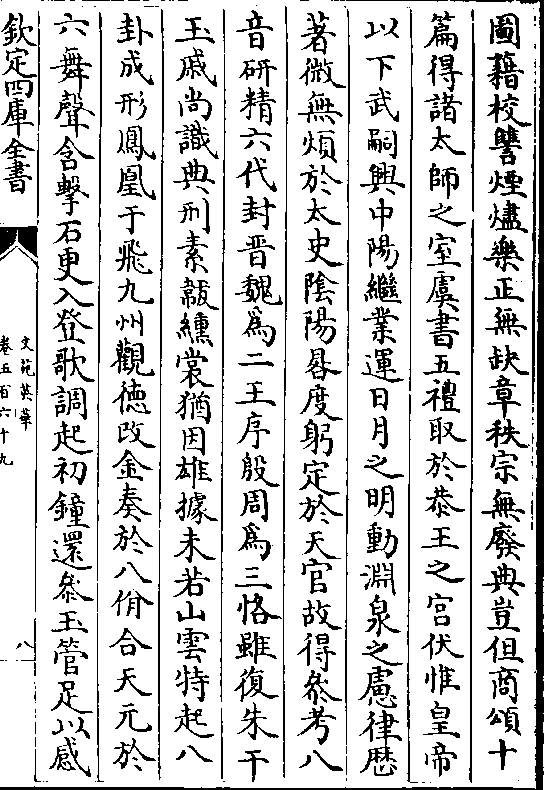 圖籍校讐煙燼樂正無缺章秩宗無廢典豈但商頌十
篇得諸太師之室虞書五禮取於恭王之宮伏惟皇帝
以下武嗣興中陽繼業運日月之明動淵泉之慮律歴
著微無煩於太史陰陽晷度躬定於天官故得叅考八
音研精六代封晋魏爲二王序殷周爲三恪雖復朱干
玉戚尚識典刑素韍纁裳猶因雄據未若山雲特起八
卦成形鳳凰于飛九州觀徳改金奏於八佾合天元於
六舞聲含擊石更入登歌調起初鐘還叅玉管足以感
欽定四庫全書
文苑英華
卷五百六十九
八